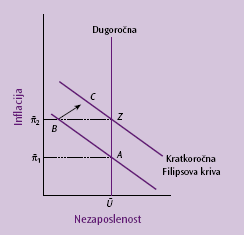 Dugoročna
Inflacija
C
π̄₂
B
Z
π̄₁
A
Kratkoročna
Filipsova kriva
Ū
Nezaposlenost